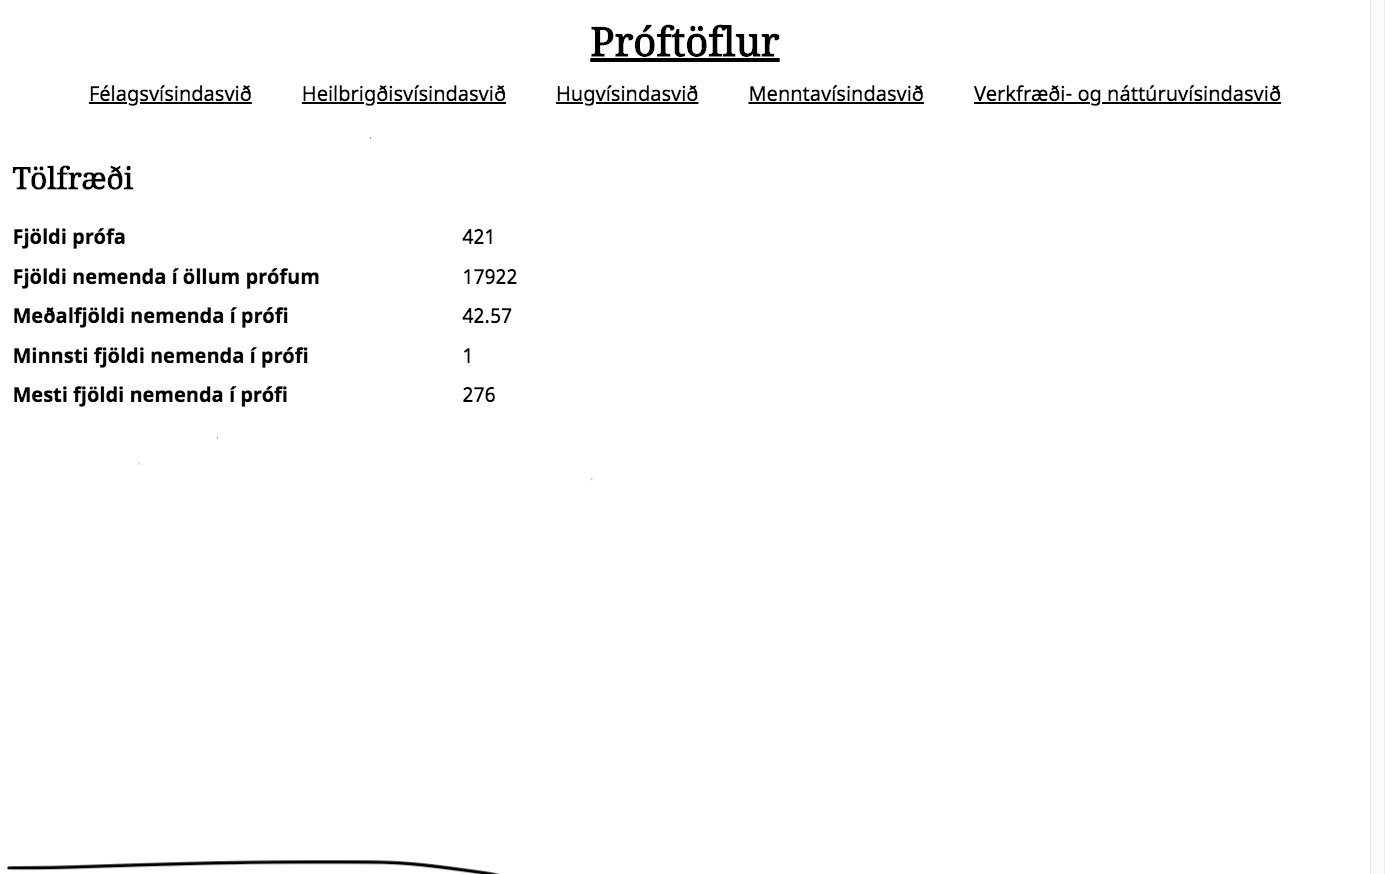 Próftöflur
Félagsvísindasvið Heilbrigðisvísindasvið Hugvísindasvið Menntavísindasvið Verkfræði- og náttúruvísindasvið
Tölfræði
Fjöldi prófa 421
Fjöldi nemenda í öllum prófum 17922
Meðalfjöldi nemenda í prófi 42.57
Minnsti fjöldi nemenda í prófi 1
Mesti fjöldi nemenda í prófi 276